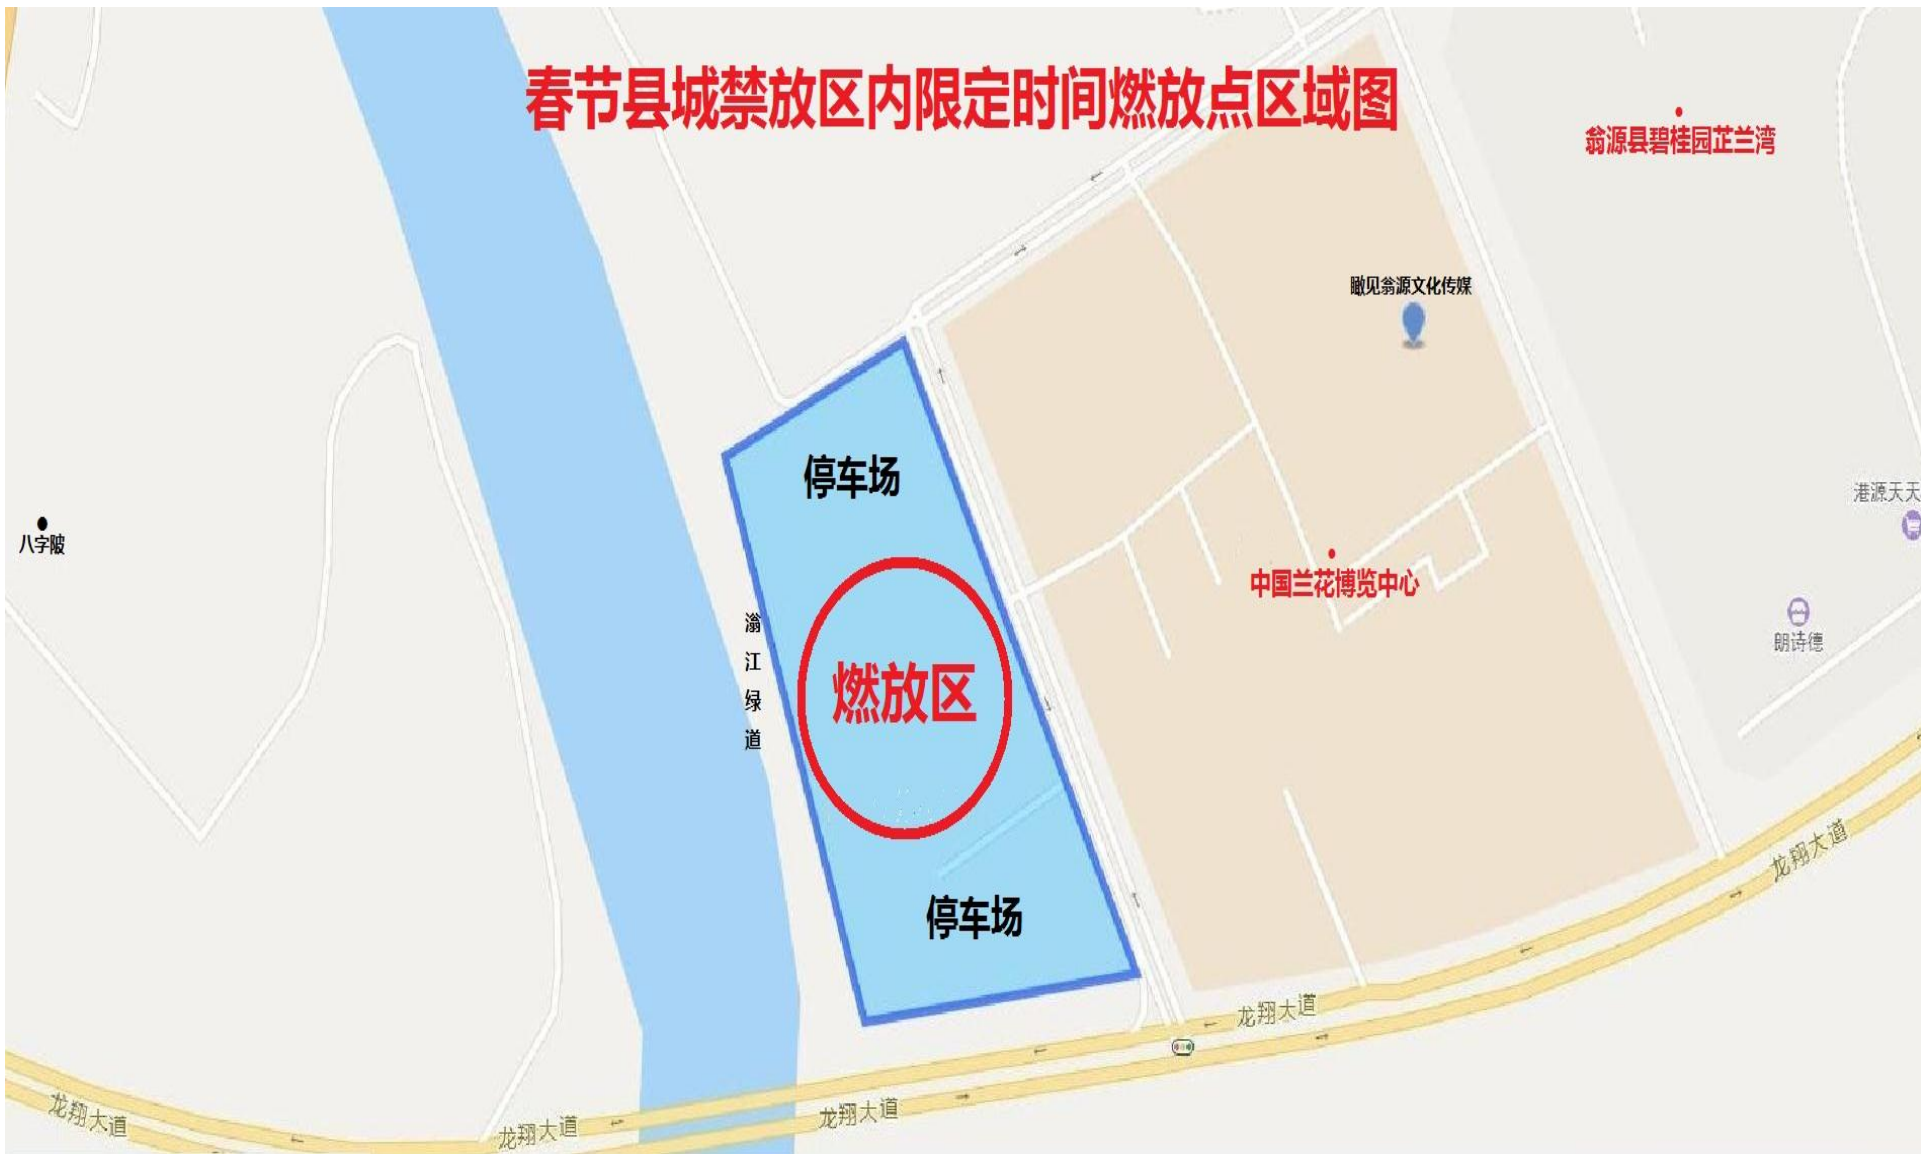 春节县城禁放区内限定时间燃放点区域图
翁源县碧桂园芷兰湾
瞰见翁源文化传媒
停车场
港源天天
八字陂
中国兰花博览中心
滃江绿道
朗诗德
燃放区
停车场
龙翔大道
龙翔大道
龙翔大道
龙翔大道
龙翔大道